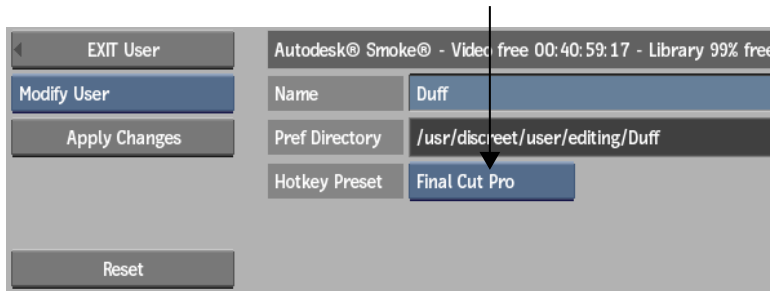 EXIT User
Autodesk® Smoke® - Video free 00:40:59:17 - Library 99% free
Modify User
Name
Duff
Apply Changes
Pref Directory
/usr/discreet/user/editing/Duff
Hotkey Preset
Final Cut Pro
Reset